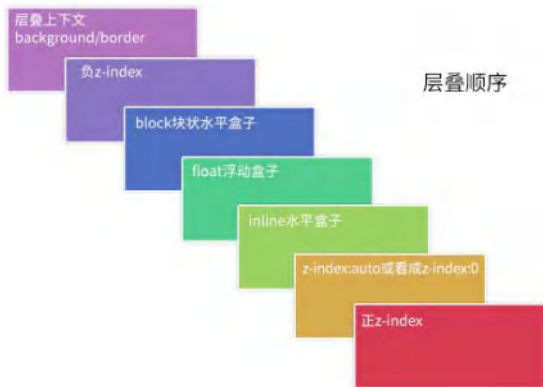 层叠上下文
background/border
负z-index
层叠顺序
block块状水平盒子
float浮动盒子
inline水平盒子
z-index:auto或看成z-index:0
正z-index